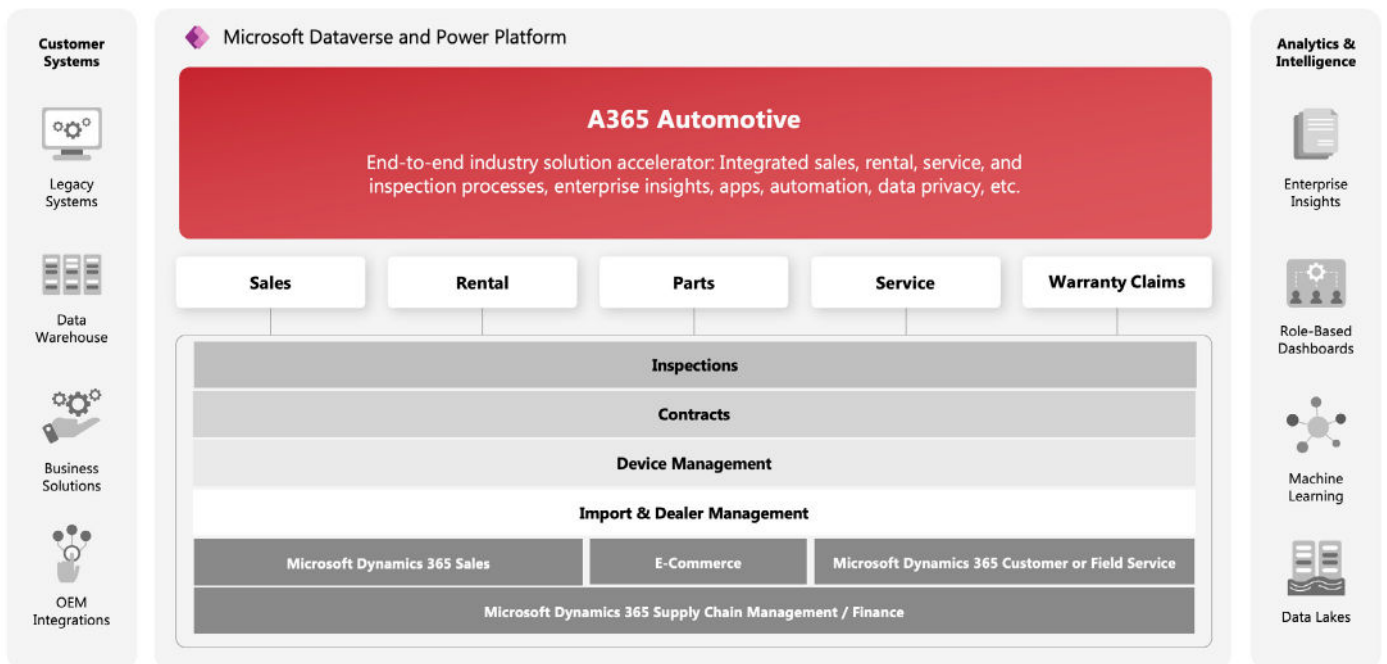 Customer
Systems
Legacy
Systems
Data
Warehouse
Business
Solutions
OEM
Integrations
Microsoft Dataverse and Power Platform
A365 Automotive
End-to-end industry solution accelerator: Integrated sales, rental, service, and
inspection processes, enterprise insights, apps, automation, data privacy, etc.
Sales
Rental
Parts
Service
Warranty Claims
Inspections
Contracts
Device Management
Import & Dealer Management
Microsoft Dynamics 365 Sales
E-Commerce
Microsoft Dynamics 365 Customer or Field Service
Microsoft Dynamics 365 Supply Chain Management / Finance
Analytics &
Intelligence
Enterprise
Insights
Role-Based
Dashboards
Machine
Learning
Data Lakes